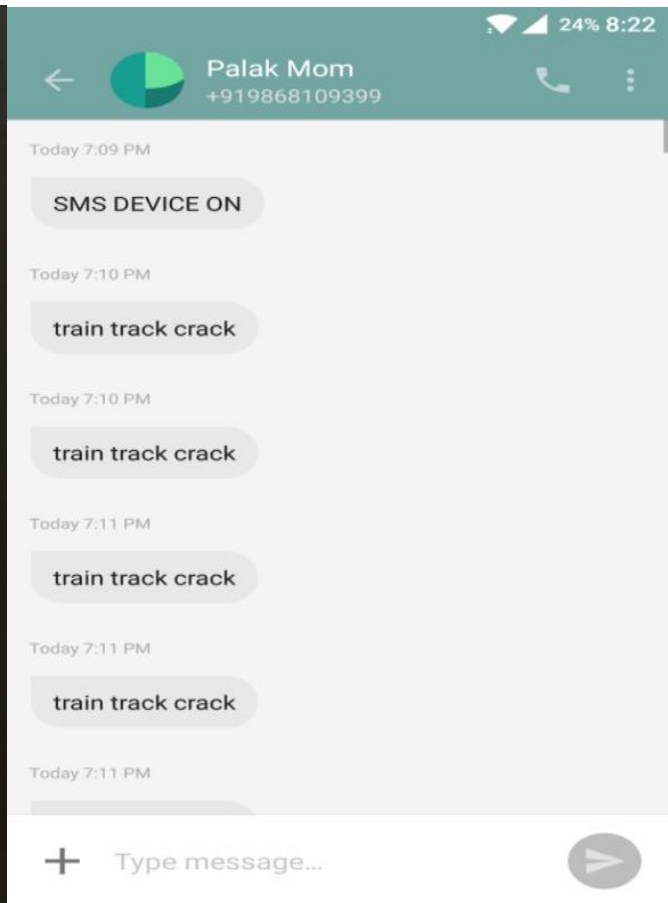 24% 8:22
Palak Mom
+919868109399
Today 7:09 PM
SMS DEVICE ON
Today 7:10 PM
train track crack
Today 7:10 PM
train track crack
Today 7:11 PM
train track crack
Today 7:11 PM
train track crack
Today 7:11 PM
Type message...